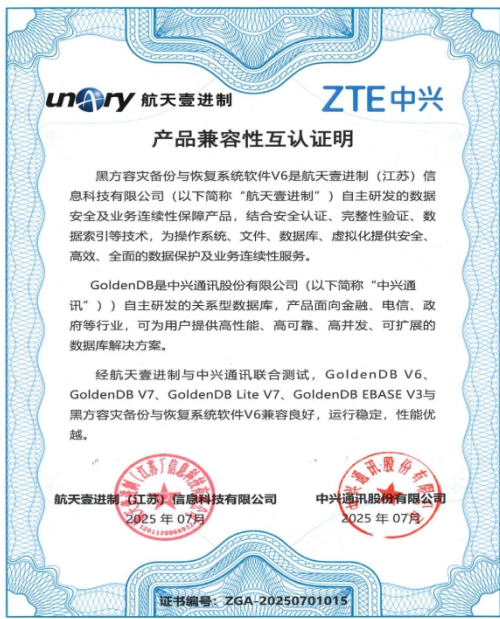 unary 航天壹进制
ZTE中兴
产品兼容性互认证明
黑方容灾备份与恢复系统软件V6是航天壹进制（江苏）信
息科技有限公司（以下简称“航天壹进制”）自主研发的数据
安全及业务连续性保障产品，结合安全认证、完整性验证、数
据索引等技术，为操作系统、文件、数据库、虚拟化提供安全、
高效、全面的数据保护及业务连续性服务。
GoldenDB是中兴通讯股份有限公司（以下简称“中兴通
讯”））自主研发的关系型数据库，产品面向金融、电信、政
府等行业，可为用户提供高性能、高可靠、高并发、可扩展的
数据库解决方案。
经航天壹进制与中兴通讯联合测试，GoldenDB V6、
GoldenDB V7、GoldenDB Lite V7、GoldenDB EBASE V3与
黑方容灾备份与恢复系统软件V6兼容良好，运行稳定，性能优
越。
航天壹进制（江苏）信息科技有限公司
2025 年 07月
中兴通讯股份有限公司
2025 年 07月
证书编号：ZGA-20250701015